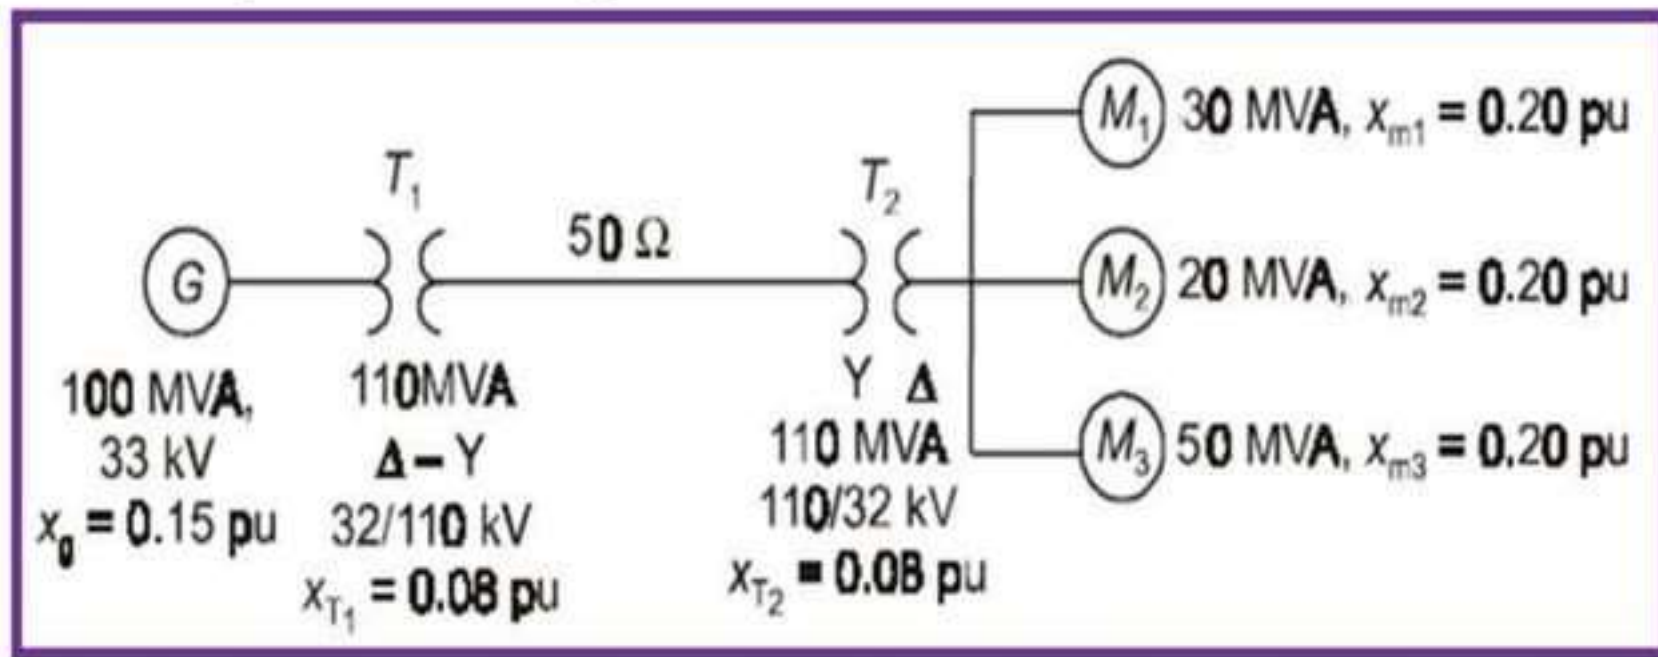 G
100 MVA,
33 kV
xg = 0.15 pu
T1
110MVA
Δ – Y
32/110 kV
xT1 = 0.08 pu
50 Ω
T2
Y Δ
110 MVA
110/32 kV
xT2 = 0.08 pu
M1 30 MVA, xm1 = 0.20 pu
M2 20 MVA, xm2 = 0.20 pu
M3 50 MVA, xm3 = 0.20 pu